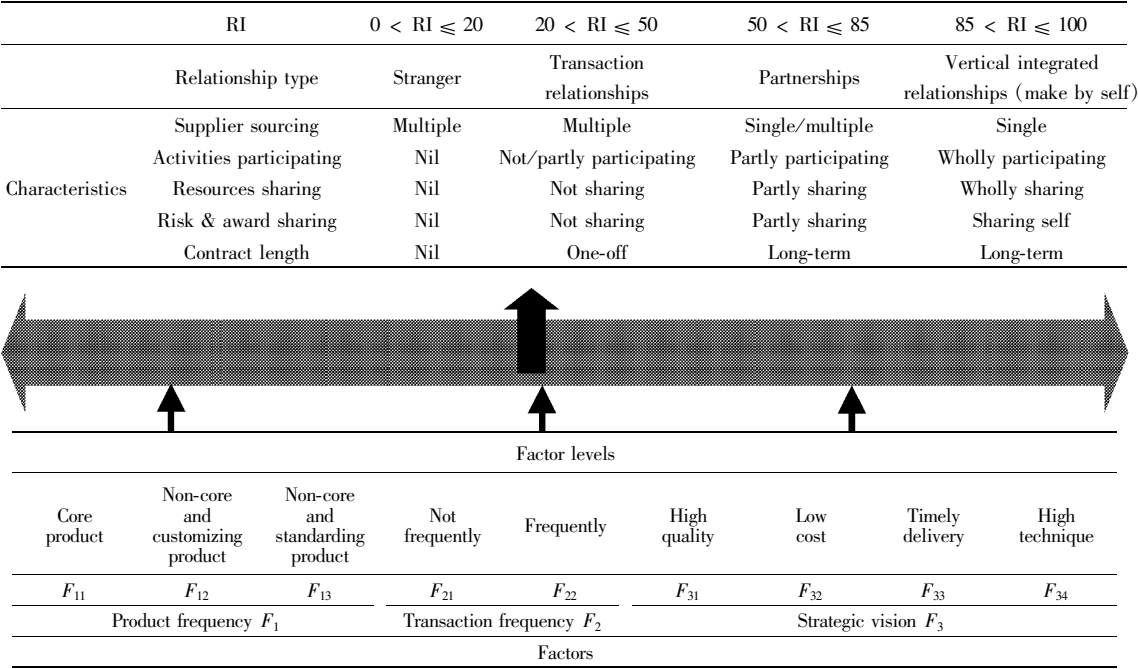 RI 0 < RI ⩽ 20 20 < RI ⩽ 50 50 < RI ⩽ 85 85 < RI ⩽ 100
Relationship type Stranger Transaction relationships Partnerships Vertical integrated relationships (make by self)
Characteristics
Supplier sourcing Multiple Multiple Single/multiple Single
Activities participating Nil Not/partly participating Partly participating Wholly participating
Resources sharing Nil Not sharing Partly sharing Wholly sharing
Risk & award sharing Nil Not sharing Partly sharing Sharing self
Contract length Nil One-off Long-term Long-term
Factor levels
Core product Non-core and customizing product Non-core and standarding product Not frequently Frequently High quality Low cost Timely delivery High technique
F11 F12 F13 F21 F22 F31 F32 F33 F34
Product frequency F1 Transaction frequency F2 Strategic vision F3
Factors